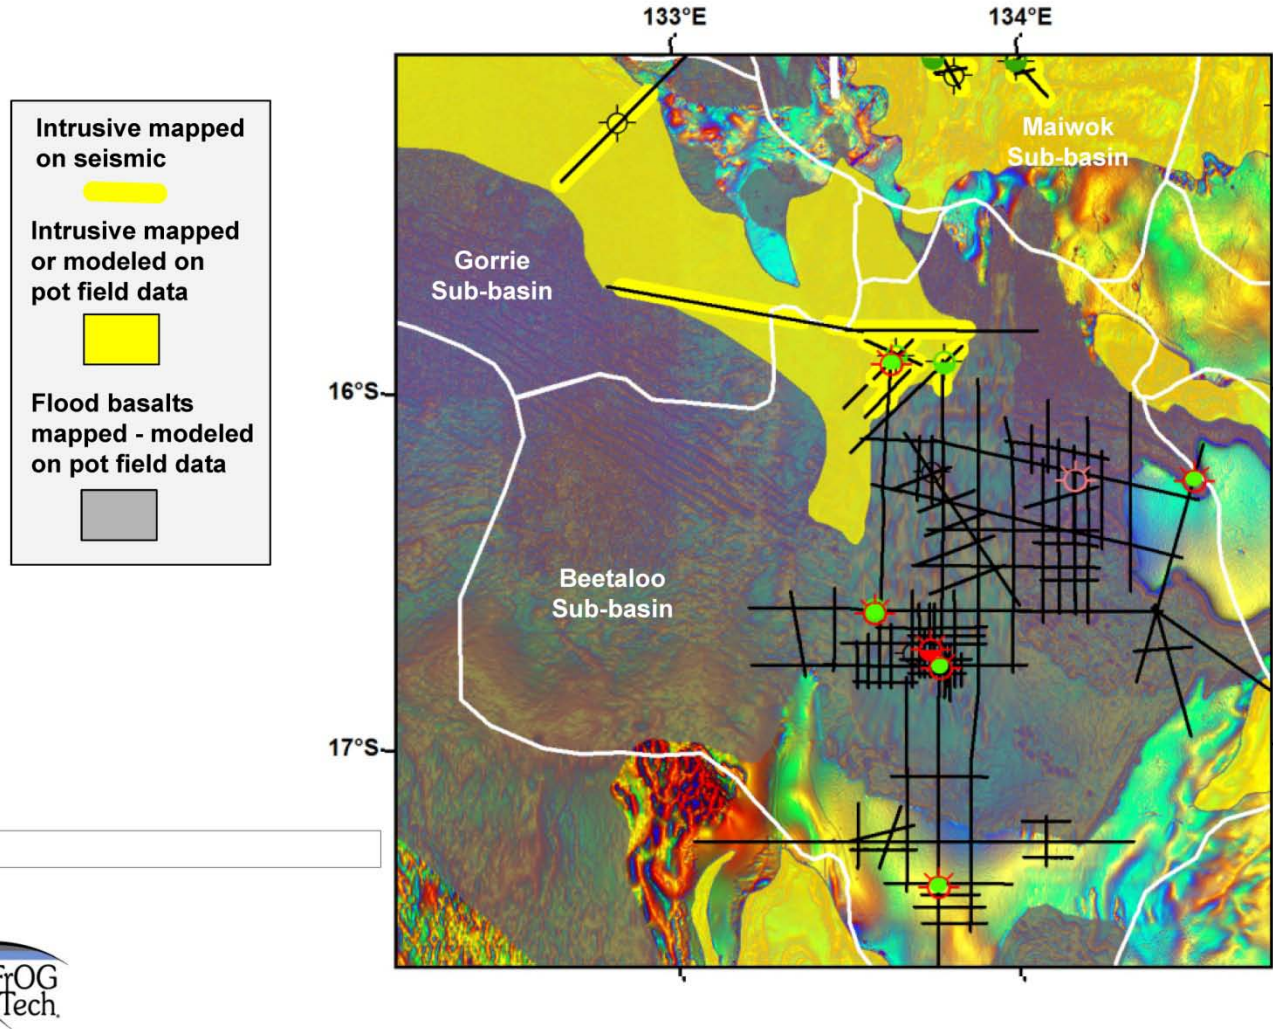 133°E
134°E
Intrusive mapped
on seismic
Intrusive mapped
or modeled on
pot field data
Flood basalts
mapped - modeled
on pot field data
Maiwok
Sub-basin
Gorrie
Sub-basin
16°S
Beetaloo
Sub-basin
17°S
rOG
Tech